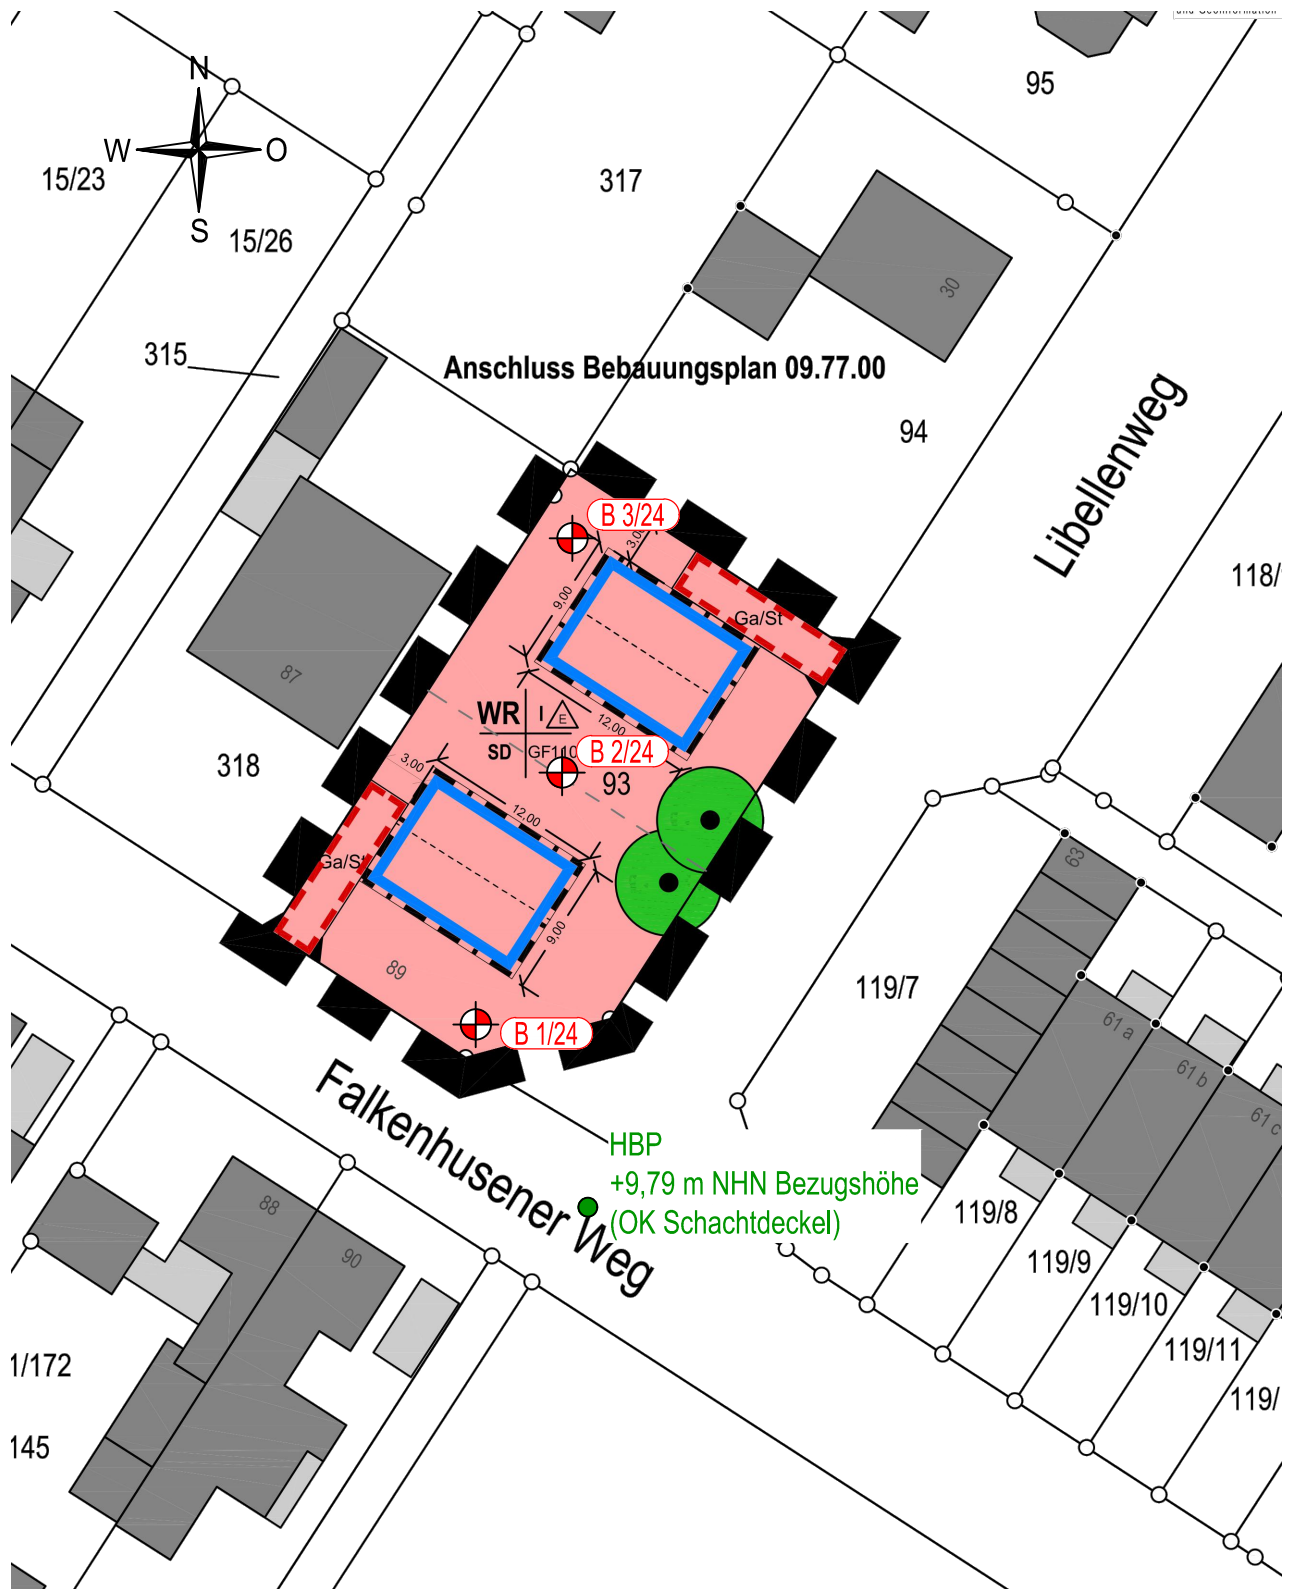 und Geoinformation
N
W
O
S
15/23
15/26
317
95
30
315
Anschluss Bebauungsplan 09.77.00
94
Libellenweg
118/
B 3/24
3,00
9,00
Ga/St
87
WR
I
E
12,00
SD
GF110
B 2/24
318
3,00
93
12,00
Ga/St
9,00
63
89
119/7
B 1/24
61 a
61 b
61 c
Falkenhusener Weg
HBP
+9,79 m NHN Bezugshöhe
(OK Schachtdeckel)
88
90
119/8
119/9
119/10
119/11
119/
1/172
145